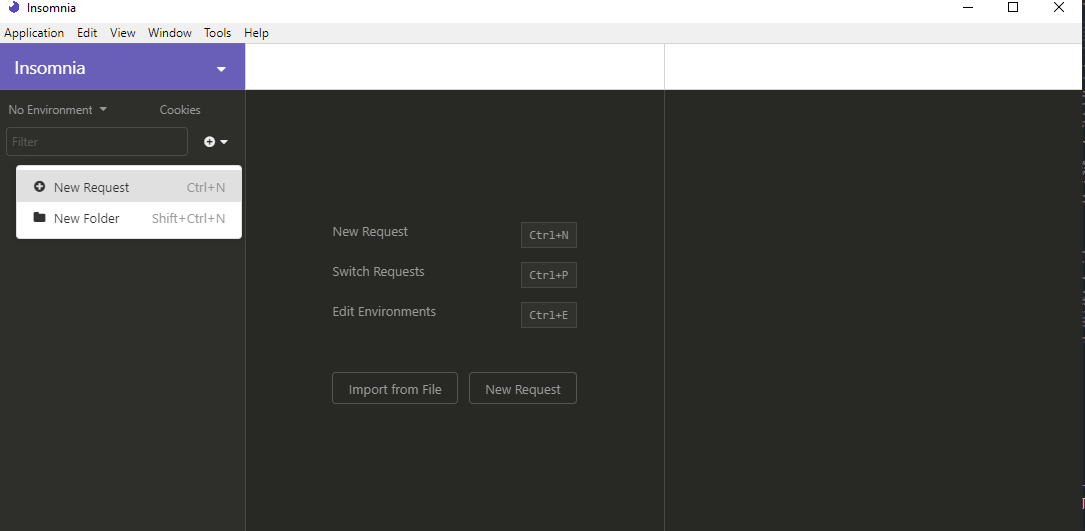 Insomnia
Application Edit View Window Tools Help
Insomnia
No Environment Cookies
Filter
New Request Ctrl+N
New Folder Shift+Ctrl+N
New Request Ctrl+N
Switch Requests Ctrl+P
Edit Environments Ctrl+E
Import from File New Request